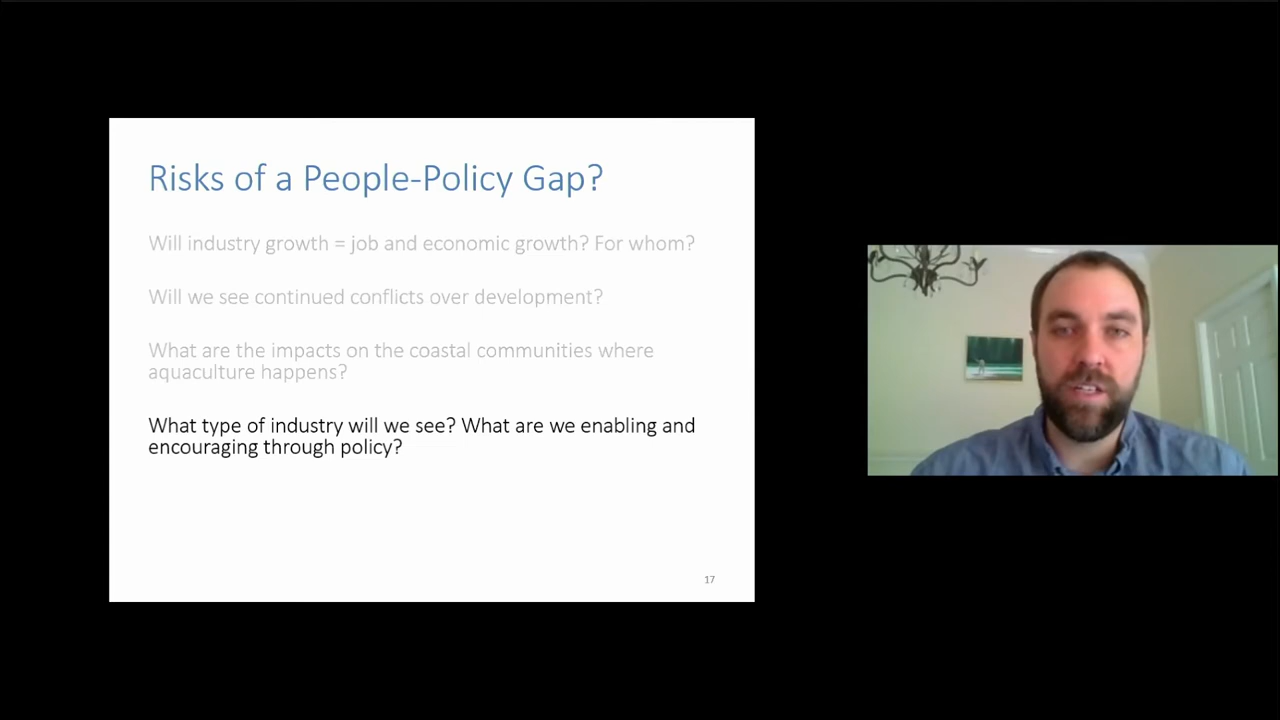 Risks of a People-Policy Gap?
Will industry growth = job and economic growth? For whom?
Will we see continued conflicts over development?
What are the impacts on the coastal communities where
aquaculture happens?
What type of industry will we see? What are we enabling and
encouraging through policy?
17